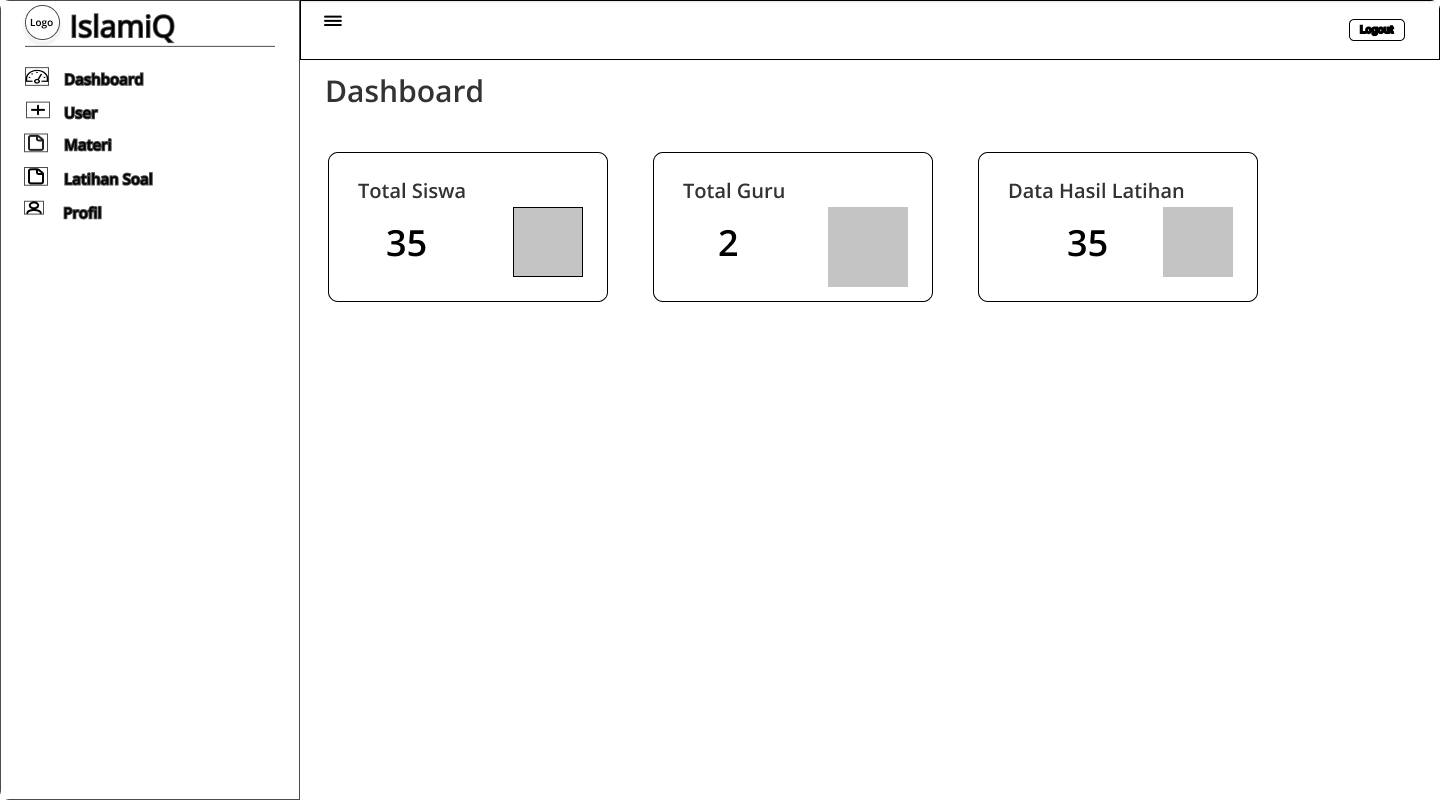 Logo
IslamiQ
Dashboard
User
Materi
Latihan Soal
Profil
Logout
Dashboard
Total Siswa
35
Total Guru
2
Data Hasil Latihan
35